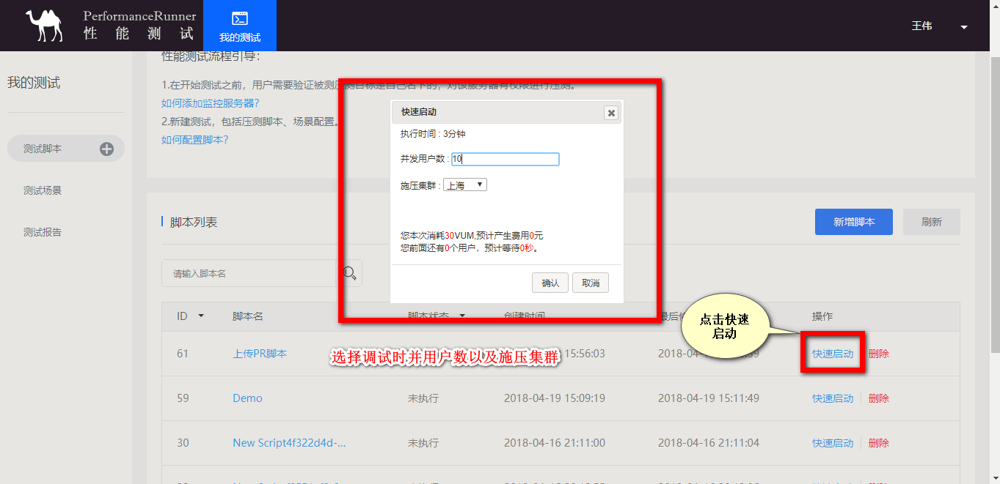 PerformanceRunner
性 能 测 试
我的测试
王伟
我的测试
测试脚本
测试场景
测试报告
性能测试流程引导：
1.在开始测试之前，用户需要验证被测压测目标是自己名下的，对该服务器有权限进行压测。
如何添加监控服务器?
2.新建测试，包括压测脚本、场景配置。
如何配置脚本?
快速启动
执行时间 : 3分钟
并发用户数 : 10
施压集群 : 上海
您本次消耗30VUM,预计产生费用0元
您前面还有0个用户，预计等待0秒。
确认 取消
脚本列表
新增脚本 刷新
请输入脚本名
ID 脚本名 脚本状态 创建时间 操作
点击快速
启动
选择调试时并用户数以及施压集群
61 上传PR脚本 15:56:03 快速启动 删除
59 Demo 未执行 2018-04-19 15:09:19 2018-04-19 15:11:49 快速启动 删除
30 New Script4f322d4d-... 未执行 2018-04-16 21:11:00 2018-04-16 21:11:04 快速启动 删除